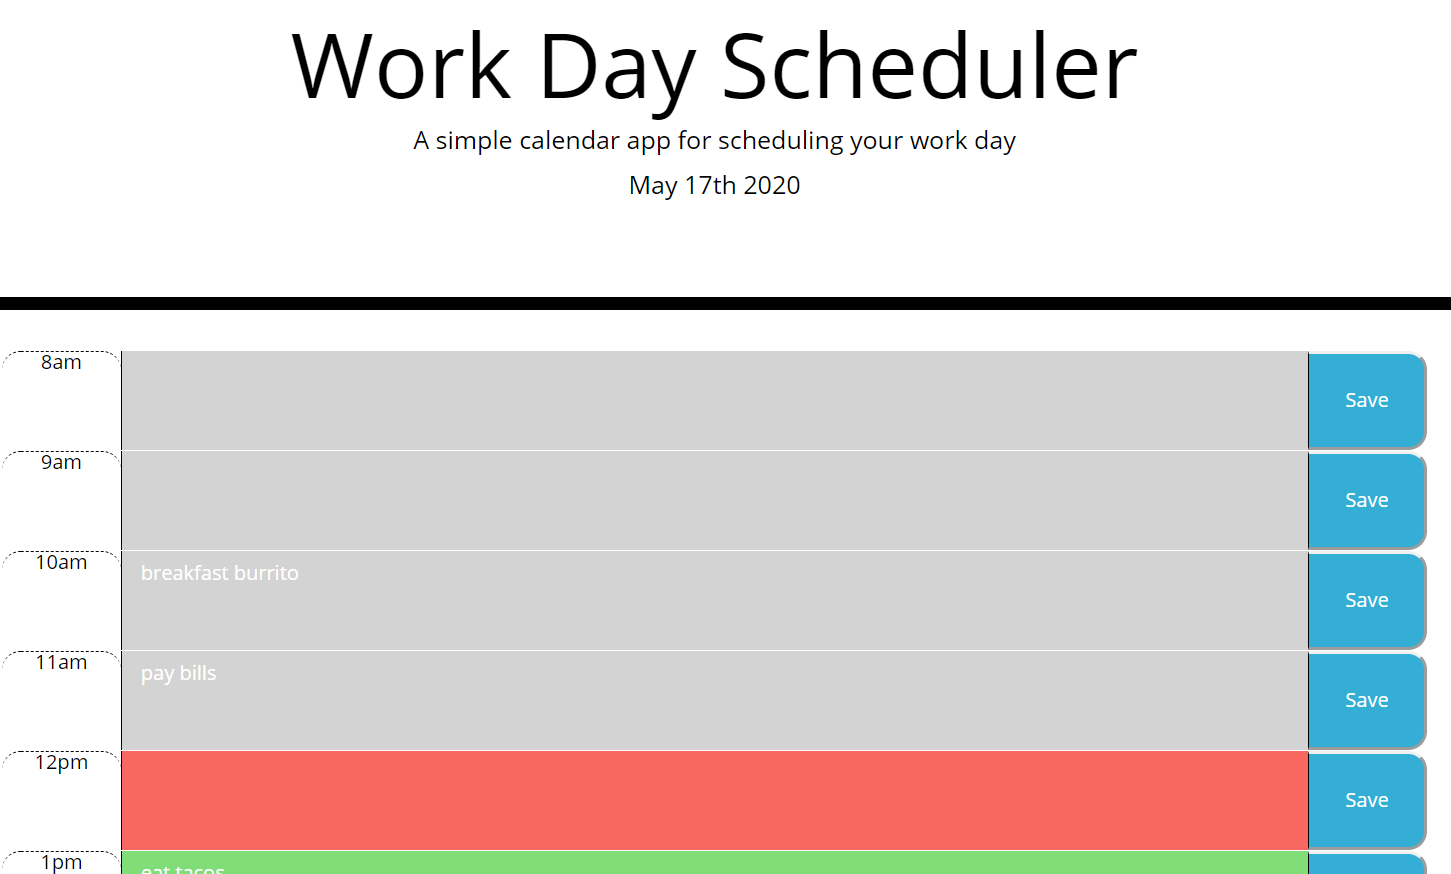 Work Day Scheduler
A simple calendar app for scheduling your work day
May 17th 2020
8am
Save
9am
Save
10am
breakfast burrito
Save
11am
pay bills
Save
12pm
Save
1pm
eat tacos